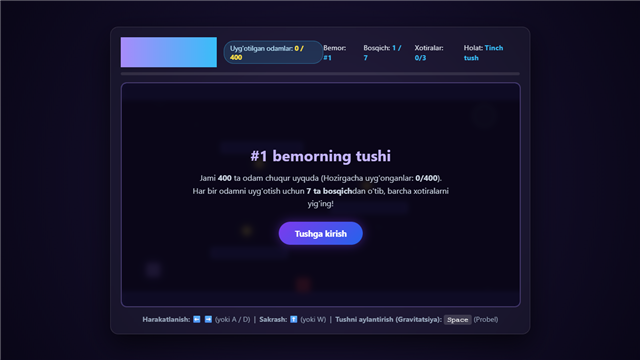 Uyg'otilgan odamlar: 0 / 400
Bemor: #1
Bosqich: 1 / 7
Xotiralar: 0/3
Holat: Tinch tush
#1 bemorning tushi
Jami 400 ta odam chuqur uyquda (Hozirgacha uyg'onganlar: 0/400).
Har bir odamni uyg'otish uchun 7 ta bosqichdan o'tib, barcha xotiralarni
yig'ing!
Tushga kirish
Harakatlanish: ⬅️ ➡️ (yoki A / D) | Sakrash: ⬆️ (yoki W) | Tushni aylantirish (Gravitatsiya): Space (Probel)